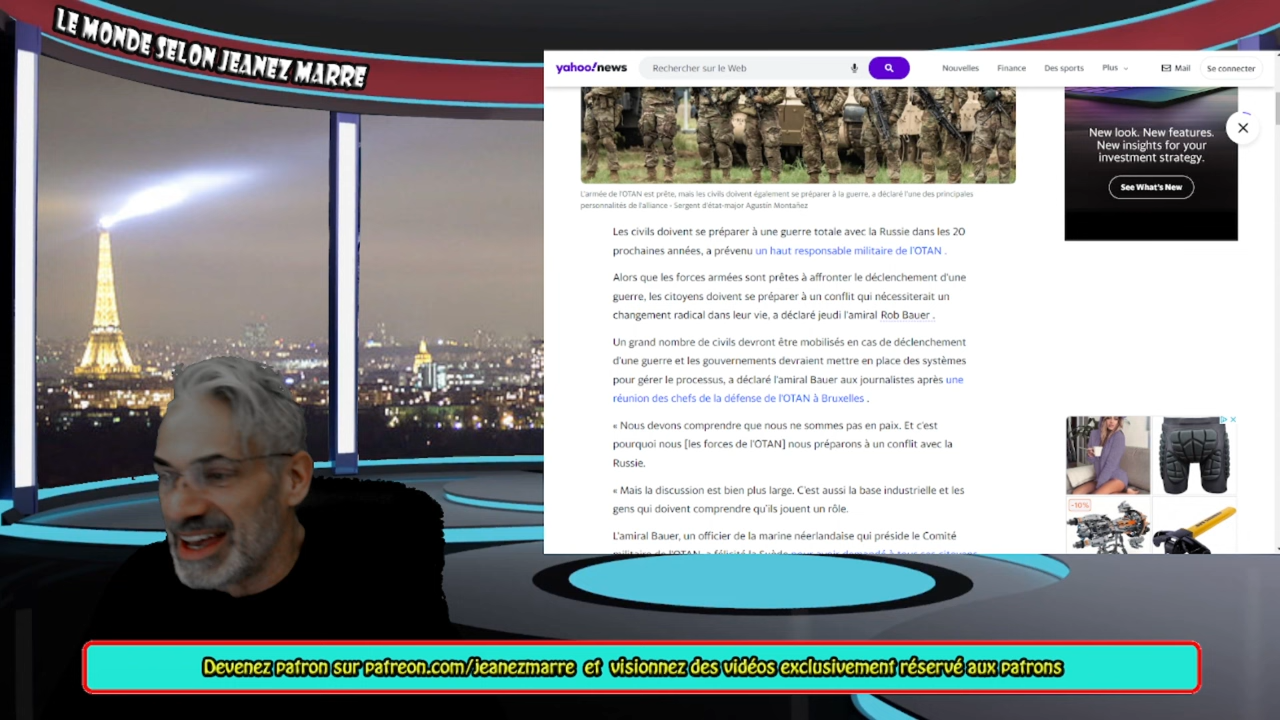 LE MONDE SELON JEANEZ MARRE
yahoo!news
Rechercher sur le Web
Nouvelles
Finance
Des sports
Plus
Mail
Se connecter
New look. New features.
New insights for your
investment strategy.
See What's New
L'armée de l'OTAN est prête, mais les civils doivent également se préparer à la guerre, a déclaré l'une des principales
personnalités de l'alliance - Sergent d'état-major Agustín Montañez
Les civils doivent se préparer à une guerre totale avec la Russie dans les 20
prochaines années, a prévenu un haut responsable militaire de l'OTAN .
Alors que les forces armées sont prêtes à affronter le déclenchement d'une
guerre, les citoyens doivent se préparer à un conflit qui nécessiterait un
changement radical dans leur vie, a déclaré jeudi l'amiral Rob Bauer .
Un grand nombre de civils devront être mobilisés en cas de déclenchement
d'une guerre et les gouvernements devraient mettre en place des systèmes
pour gérer le processus, a déclaré l'amiral Bauer aux journalistes après une
réunion des chefs de la défense de l'OTAN à Bruxelles .
« Nous devons comprendre que nous ne sommes pas en paix. Et c'est
pourquoi nous [les forces de l'OTAN] nous préparons à un conflit avec la
Russie.
« Mais la discussion est bien plus large. C'est aussi la base industrielle et les
gens qui doivent comprendre qu'ils jouent un rôle.
L'amiral Bauer, un officier de la marine néerlandaise qui préside le Comité
militaire de l'OTAN, a félicité la Suède pour avoir demandé à tous ses citoyens
-10%
Devenez patron sur patreon.com/jeanezmarre et visionnez des vidéos exclusivement réservé aux patrons